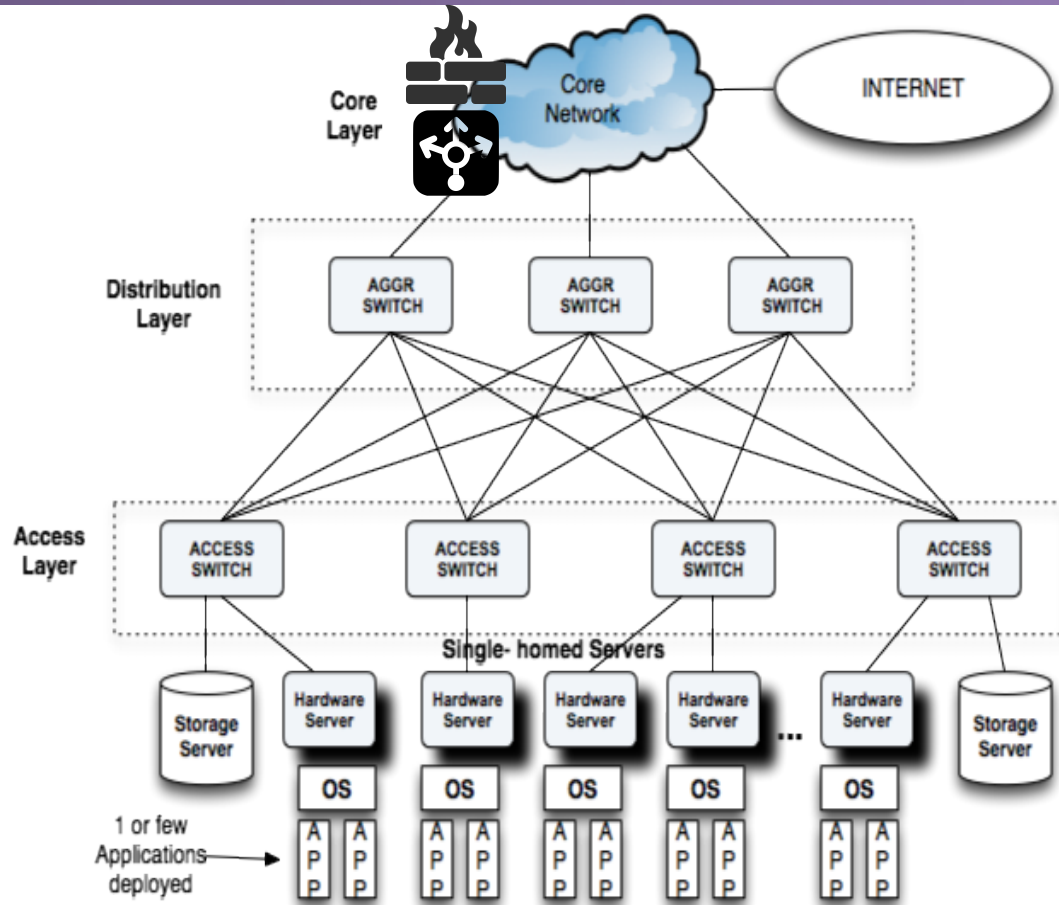 Core
Layer
Core
Network
INTERNET
Distribution
Layer
AGGR
SWITCH
AGGR
SWITCH
AGGR
SWITCH
Access
Layer
ACCESS
SWITCH
ACCESS
SWITCH
ACCESS
SWITCH
ACCESS
SWITCH
Single- homed Servers
Storage
Server
Hardware
Server
Hardware
Server
Hardware
Server
Hardware
Server
...
Hardware
Server
Storage
Server
OS
OS
OS
OS
OS
1 or few
Applications
deployed
APP
APP
APP
APP
APP
APP
APP
APP
APP
APP